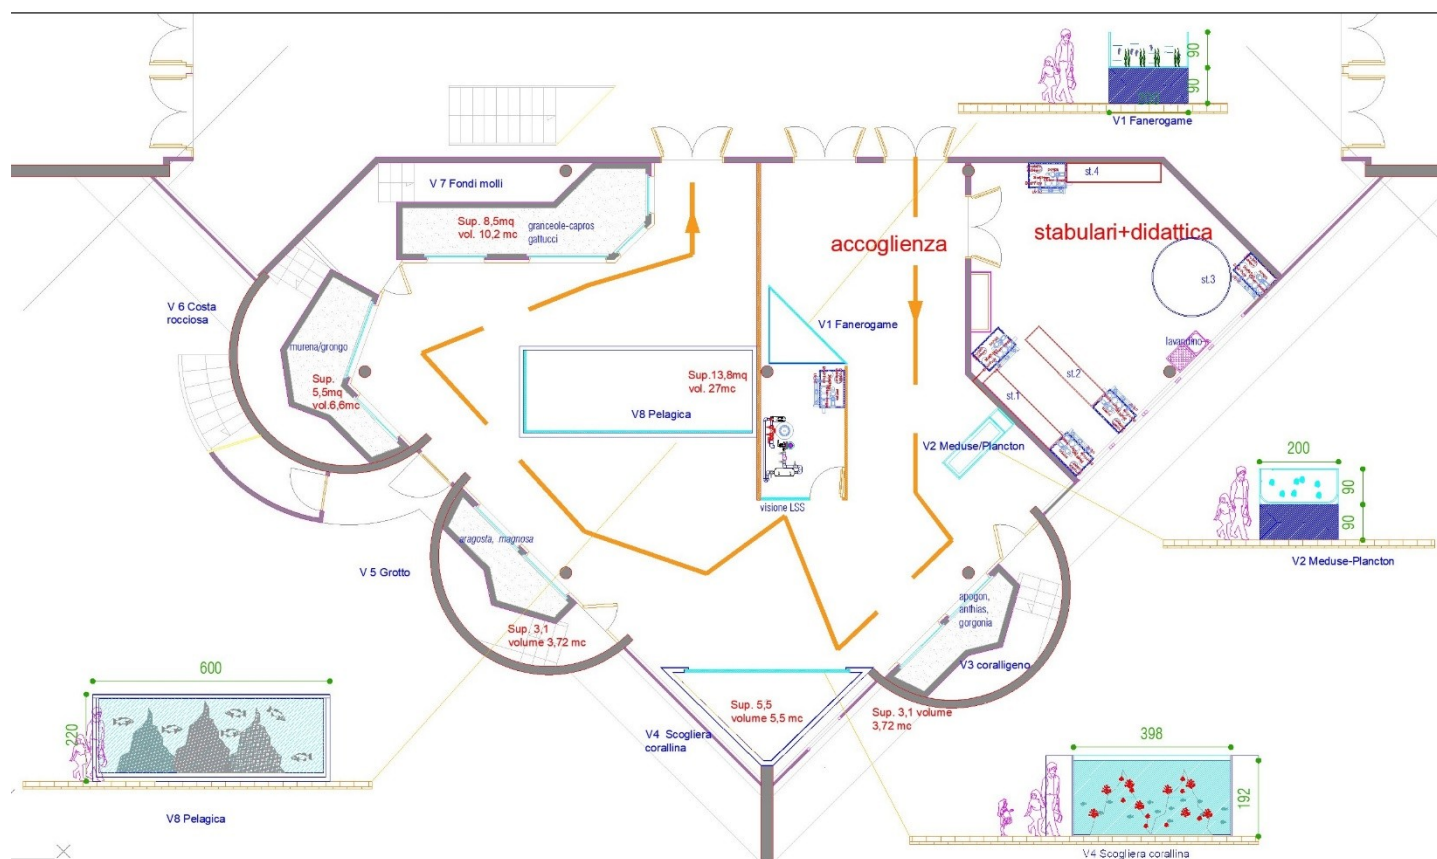 90
90
V1 Fanerogame
V 7 Fondi molli
Sup. 8,5mq
vol. 10,2 mc
granceole-capros
gattucci
st.4
accoglienza
stabulari+didattica
st.3
V 6 Costa
rocciosa
murena/grongo
Sup.
5,5mq
vol.6,6mc
V1 Fanerogame
lavandino
Sup.13,8mq
vol. 27mc
V8 Pelagica
st.2
st.1
V2 Meduse/Plancton
visione LSS
200
90
90
V2 Meduse-Plancton
aragosta, magnosa
V 5 Grotto
Sup. 3,1
volume 3,72 mc
apogon,
anthias,
gorgonia
V3 coralligeno
Sup. 5,5
volume 5,5 mc
Sup. 3,1 volume
3,72 mc
V4 Scogliera
corallina
600
220
V8 Pelagica
398
192
V4 Scogliera corallina